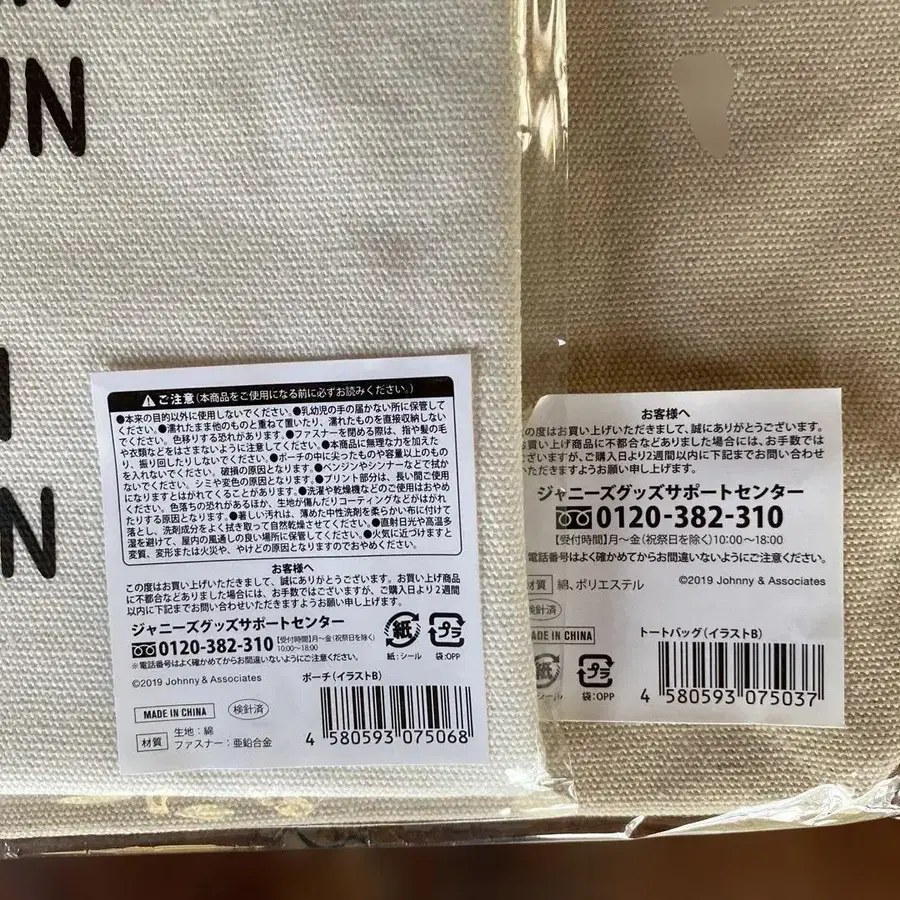 UN
N
⚠ご注意(本商品をご使用になる前に必ずお読みください。)
●本来の目的以外に使用しないでください。●乳幼児の手の届かない所に保管して
ください。●濡れたまま他のものと重ねて置いたり、濡れたものを直接収納しない
でください。色移りする恐れがあります。●ファスナーを閉める際は、指や髪の毛
や衣類などをはさまないように注意してください。●本商品に無理な力を加えた
り、振り回したりしないでください。●ポーチの中に尖ったものや容量以上のもの
を入れないでください。破損の原因となります。●ベンジンやシンナーなどで拭か
ないでください。シミや変色の原因となります。●プリント部分は、長い間ご使用
になりますとはがれてくることがあります。●洗濯や乾燥機などのご使用はおやめ
ください。色落ちの恐れがあるほか、生地が傷んだりコーティングなどがはがれ
たりする原因となります。●著しい汚れは、薄めた中性洗剤を柔らかい布に付けて
落とし、洗剤成分をよく拭き取って自然乾燥させてください。●直射日光や高温多
湿を避けて、屋内の風通しの良い場所に保管してください。●火気に近づけますと
変質、変形または火災や、やけどの原因となりますのでおやめください。
お客様へ
この度はお買い上げいただきまして、誠にありがとうございます。お買い上げ商品
に不都合などありました場合には、お手数ではございますが、ご購入日より2週間
以内に下記までお問い合わせいただきますようお願い申し上げます。
ジャニーズグッズサポートセンター
0120-382-310 【受付時間】月〜金(祝祭日を除く)
10:00〜18:00
※電話番号はよく確かめてからお間違いないようにご注意ください。
紙
紙:シール
プラ
袋:OPP
©2019 Johnny & Associates
ポーチ(イラストB)
MADE IN CHINA
検針済
材質
生地:綿
ファスナー:亜鉛合金
4 580593 075068
お客様へ
この度はお買い上げいただきまして、誠にありがとうございます。
お買い上げ商品に不都合などありました場合には、お手数では
ございますが、ご購入日より2週間以内に下記までお問い合わせ
いただきますようお願い申し上げます。
ジャニーズグッズサポートセンター
0120-382-310
【受付時間】月〜金(祝祭日を除く)10:00〜18:00
電話番号はよく確かめてからお間違いないようにご注意ください。
材質 綿、ポリエステル
©2019 Johnny & Associates
検針済
MADE IN CHINA
トートバッグ(イラストB)
紙
シール
プラ
袋:OPP
4 580593 075037